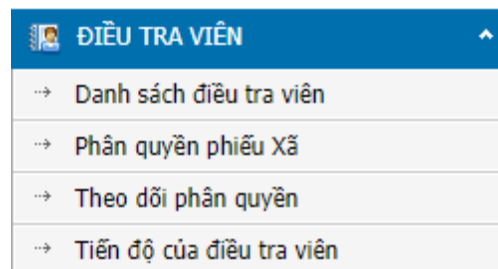 ĐIỀU TRA VIÊN
Danh sách điều tra viên
Phân quyền phiếu Xã
Theo dõi phân quyền
Tiến độ của điều tra viên